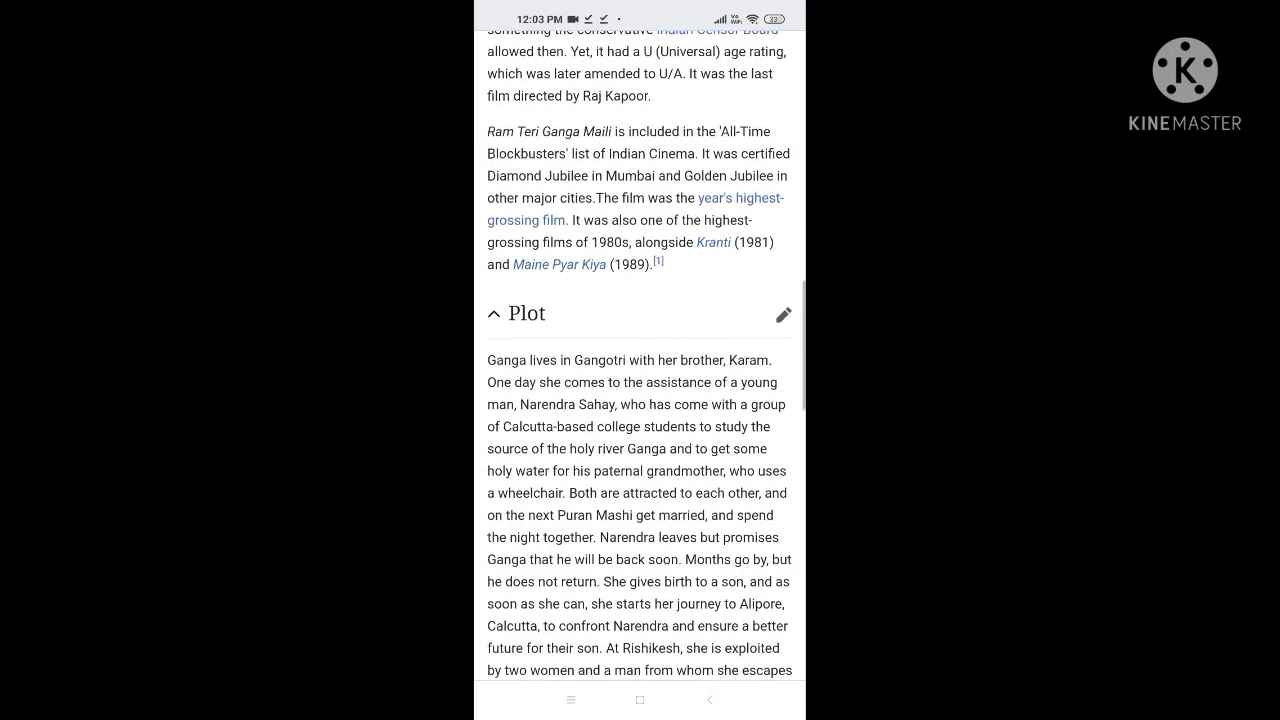 12:03 PM
Vo
WiFi
33
something the conservative Indian Censor Board
allowed then. Yet, it had a U (Universal) age rating,
which was later amended to U/A. It was the last
film directed by Raj Kapoor.
Ram Teri Ganga Maili is included in the 'All-Time
Blockbusters' list of Indian Cinema. It was certified
Diamond Jubilee in Mumbai and Golden Jubilee in
other major cities.The film was the year's highest-
grossing film. It was also one of the highest-
grossing films of 1980s, alongside Kranti (1981)
and Maine Pyar Kiya (1989).[1]
Plot
Ganga lives in Gangotri with her brother, Karam.
One day she comes to the assistance of a young
man, Narendra Sahay, who has come with a group
of Calcutta-based college students to study the
source of the holy river Ganga and to get some
holy water for his paternal grandmother, who uses
a wheelchair. Both are attracted to each other, and
on the next Puran Mashi get married, and spend
the night together. Narendra leaves but promises
Ganga that he will be back soon. Months go by, but
he does not return. She gives birth to a son, and as
soon as she can, she starts her journey to Alipore,
Calcutta, to confront Narendra and ensure a better
future for their son. At Rishikesh, she is exploited
by two women and a man from whom she escapes
K
KINEMASTER